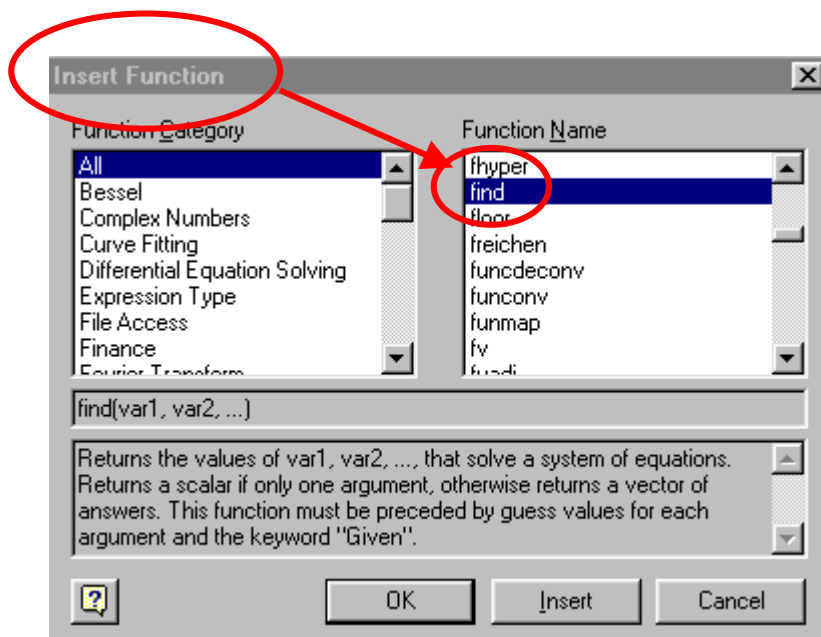 Insert Function
Function Category
Function Name
All
Bessel
Complex Numbers
Curve Fitting
Differential Equation Solving
Expression Type
File Access
Finance
Fourier Transform
fhyper
find
floor
freichen
funcdeconv
funconv
funmap
fv
find(var1, var2, ...)
Returns the values of var1, var2, ..., that solve a system of equations.
Returns a scalar if only one argument, otherwise returns a vector of
answers. This function must be preceded by guess values for each
argument and the keyword "Given".
OK
Insert
Cancel